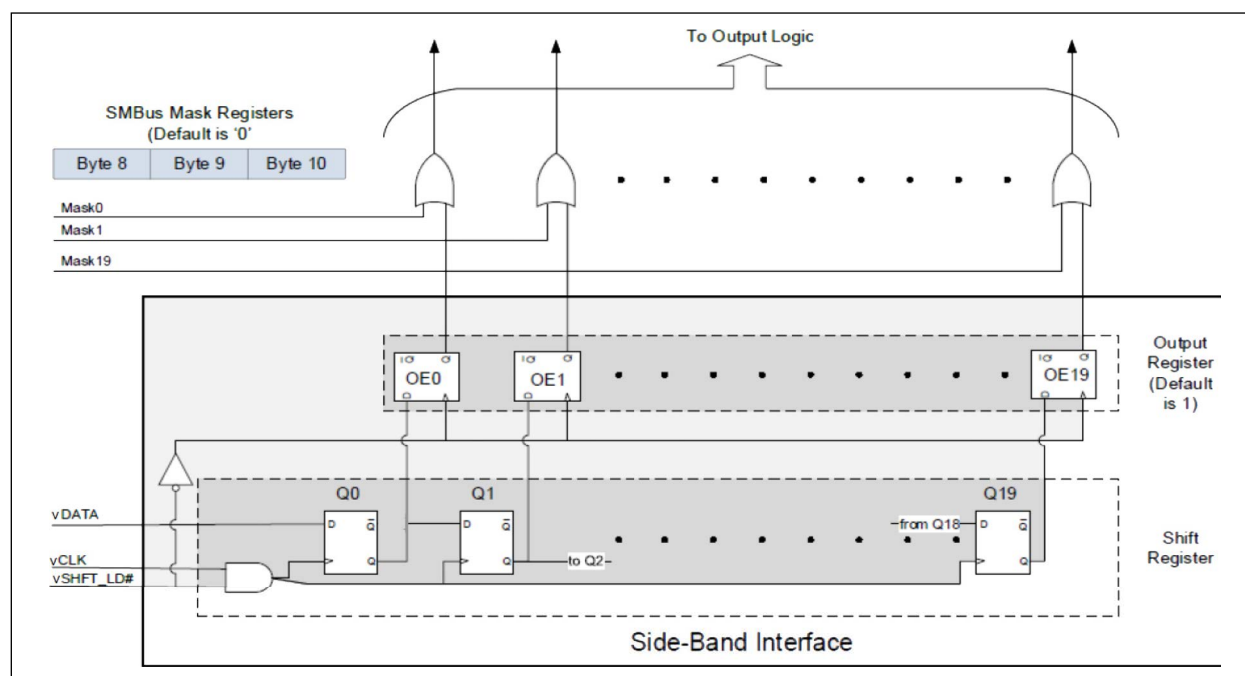 To Output Logic
SMBus Mask Registers
(Default is ‘0’
Byte 8 Byte 9 Byte 10
Mask0
Mask1
Mask19
Q Q Q Q Q Q
OE0 OE1 OE19
D D D
Output
Register
(Default
is 1)
Q0 Q1 Q19
vDATA
D Q D Q from Q18 D Q
vCLK
Q Q to Q2 Q
vSHFT_LD#
Shift
Register
Side-Band Interface